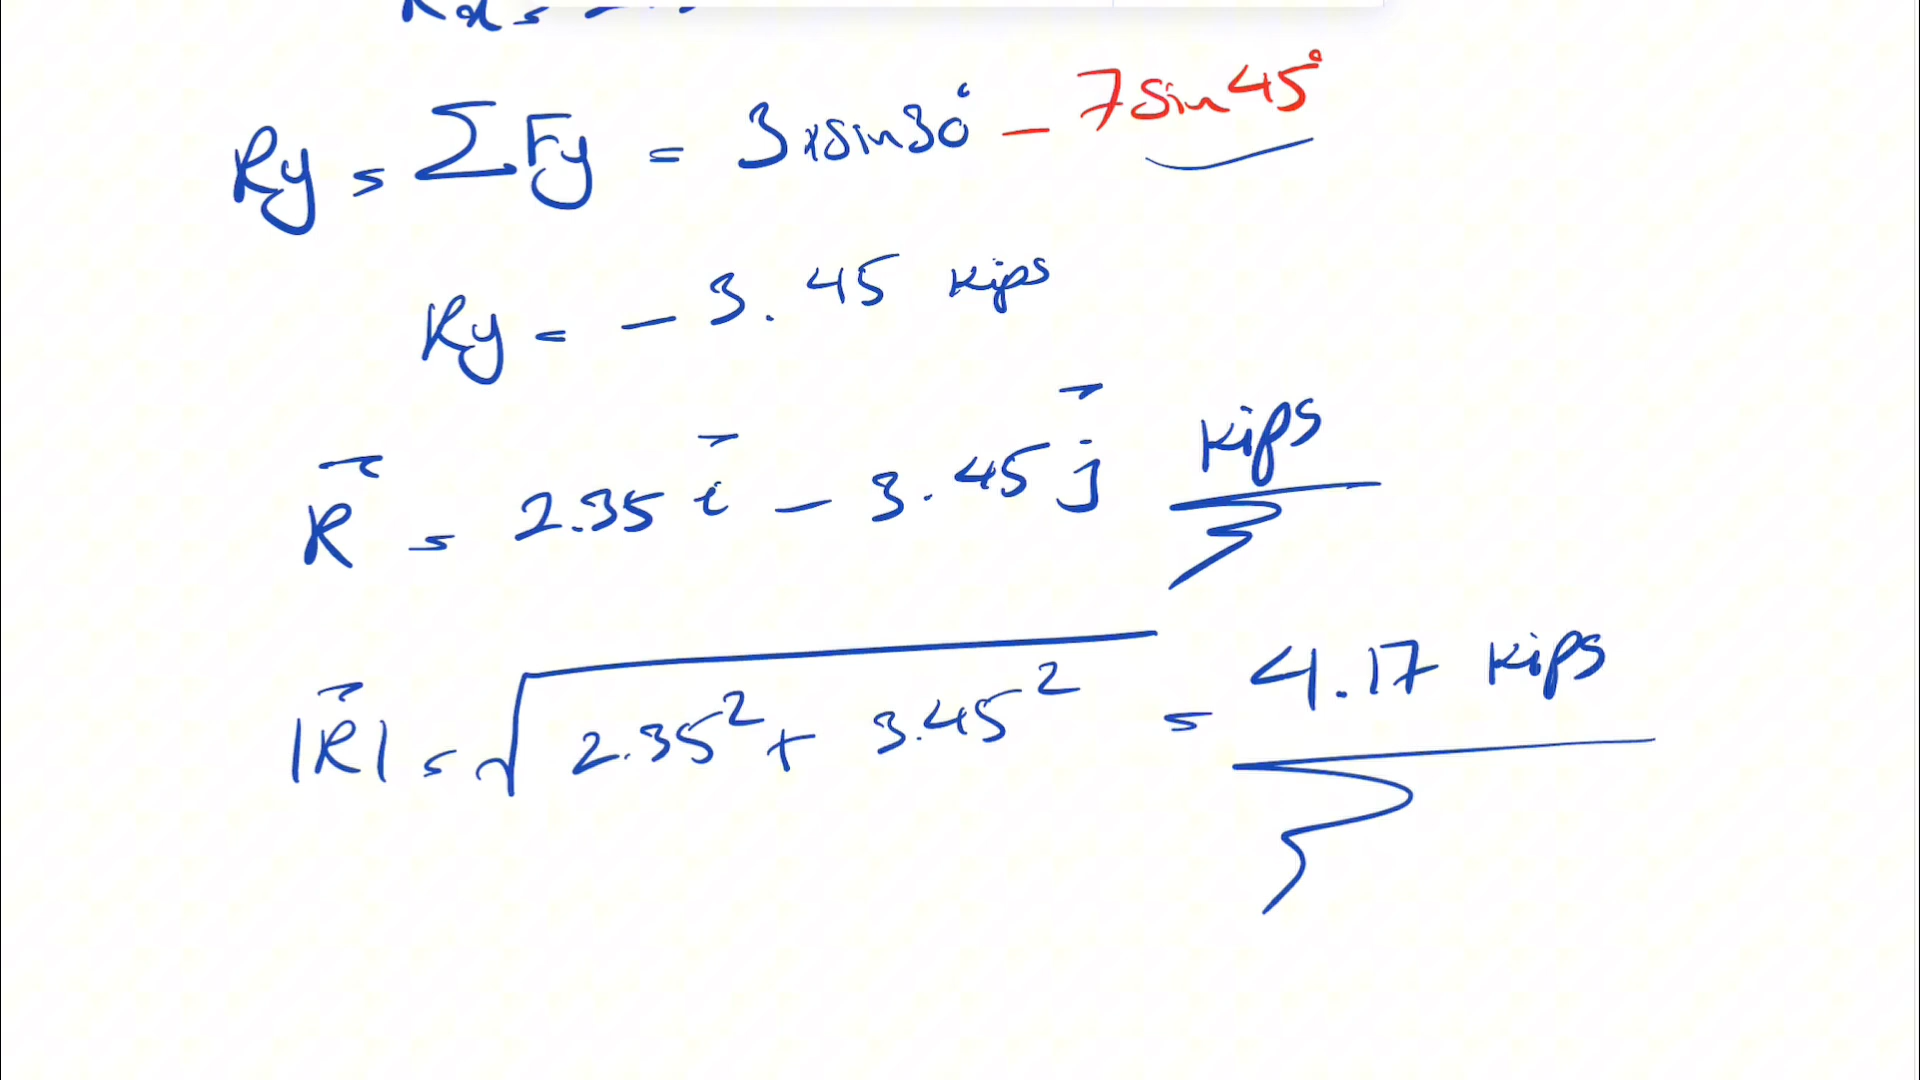 Ry = ΣFy = 3×sin30° − 7sin45°
Ry = − 3.45 kips
R⃗ = 2.35 i⃗ − 3.45 j⃗ kips
|R⃗| = √(2.35² + 3.45²) = 4.17 kips